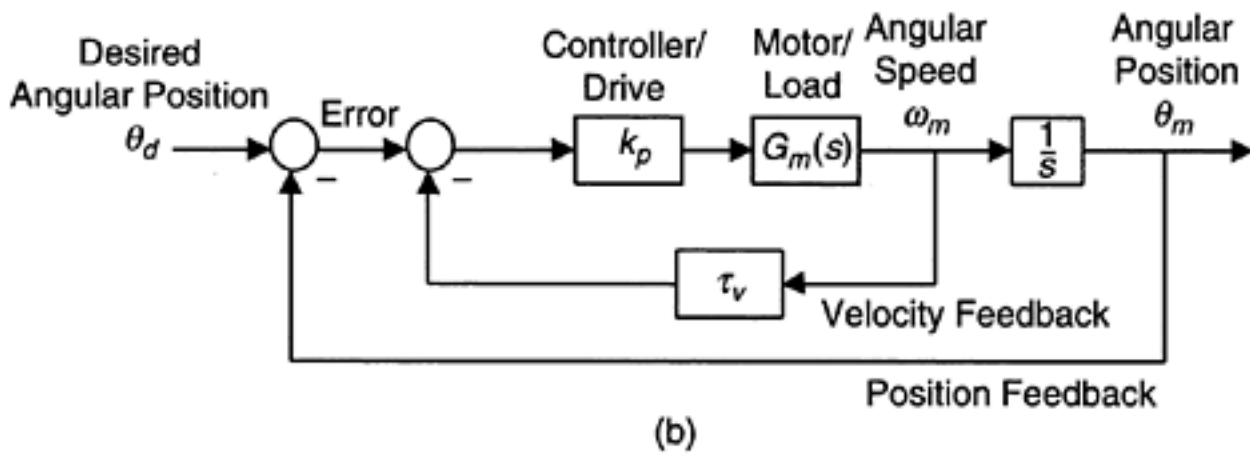 Desired
Angular Position
θd
Error
−
−
Controller/
Drive
kp
Motor/
Load
Gm(s)
Angular
Speed
ωm
1
s
Angular
Position
θm
τv
Velocity Feedback
Position Feedback
(b)